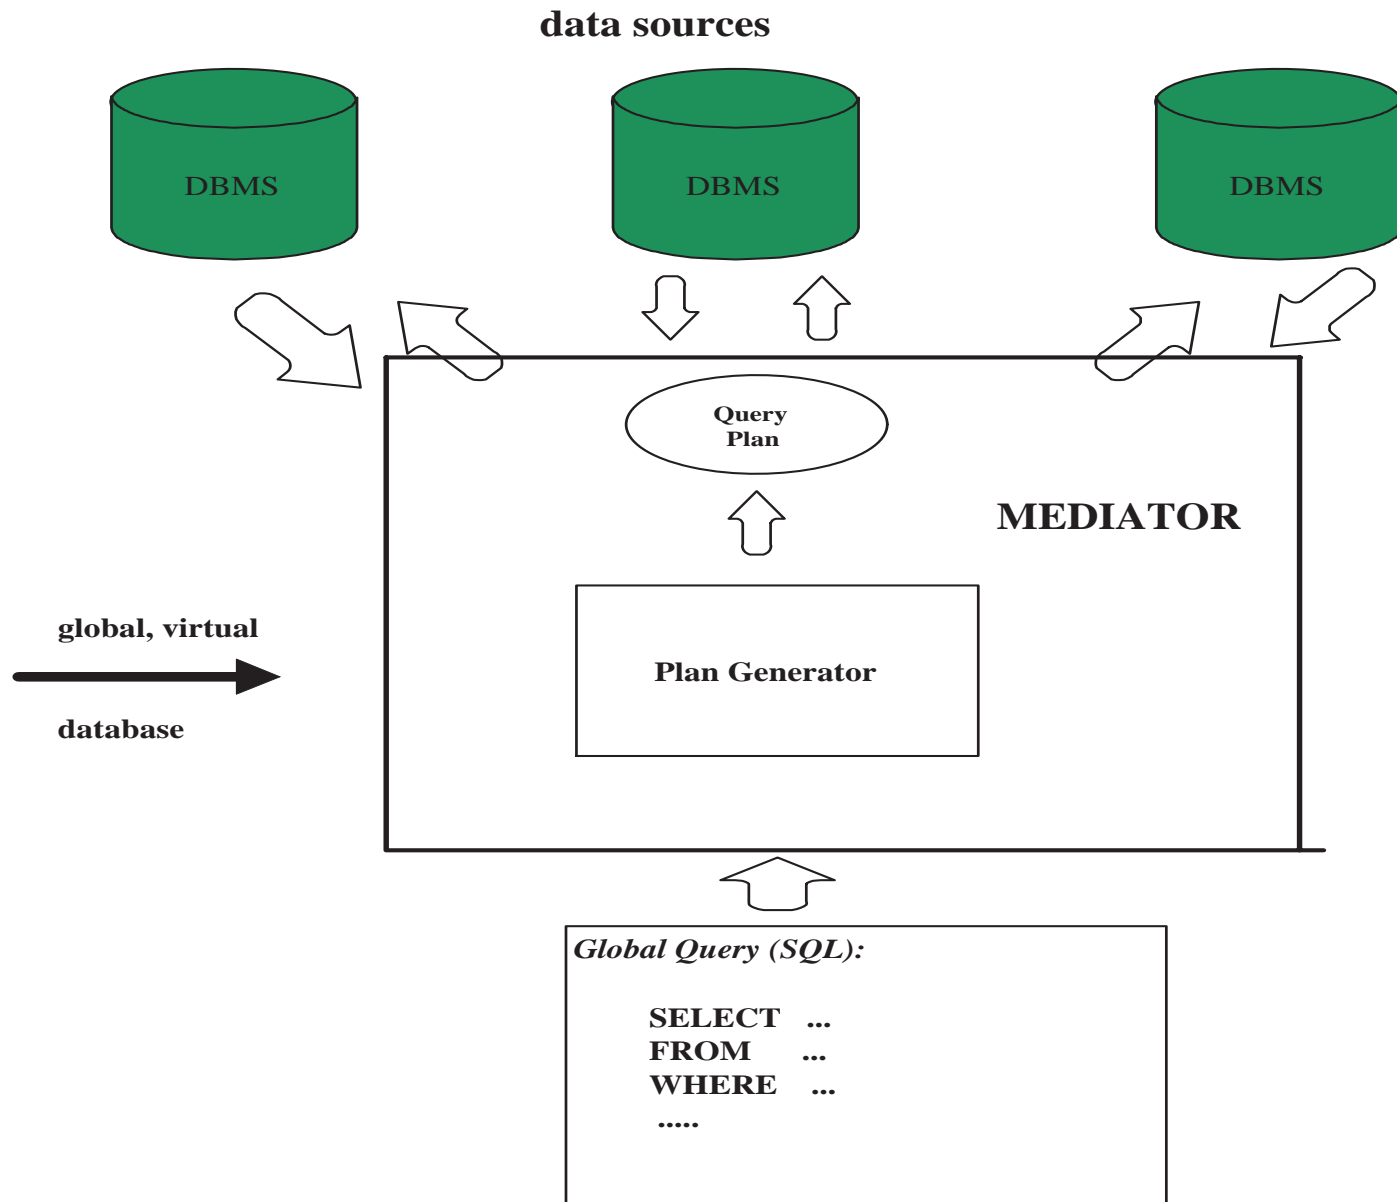 data sources
DBMS
DBMS
DBMS
Query
Plan
MEDIATOR
global, virtual
Plan Generator
database
Global Query (SQL):
SELECT ...
FROM ...
WHERE ...
.....